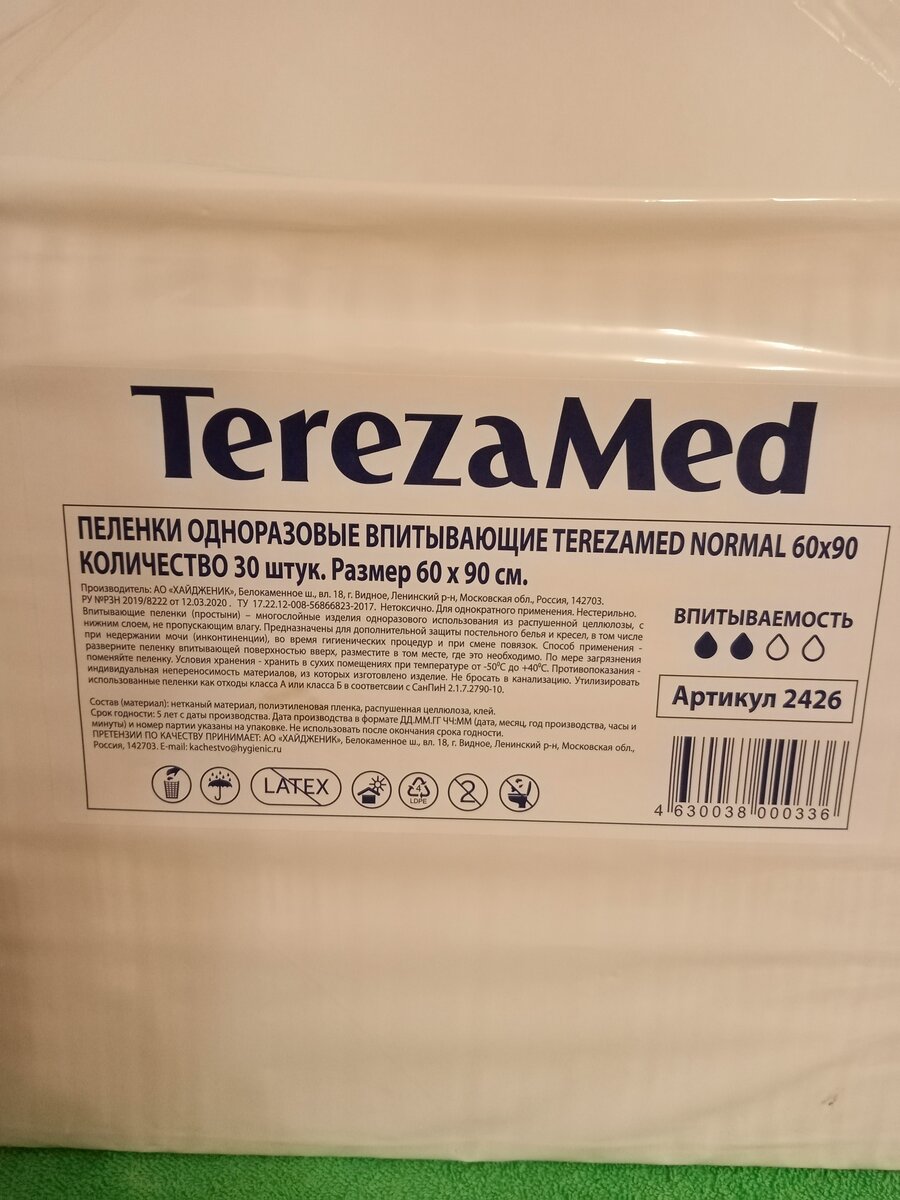 TerezaMed
ПЕЛЕНКИ ОДНОРАЗОВЫЕ ВПИТЫВАЮЩИЕ TEREZAMED NORMAL 60х90
КОЛИЧЕСТВО 30 штук. Размер 60 х 90 см.
Производитель: АО «ХАЙДЖЕНИК», Белокаменное ш., вл. 18, г. Видное, Ленинский р-н, Московская обл., Россия, 142703.
РУ №РЗН 2019/8222 от 12.03.2020 . ТУ 17.22.12-008-56866823-2017. Нетоксично. Для однократного применения. Нестерильно.
Впитывающие пеленки (простыни) – многослойные изделия одноразового использования из распушенной целлюлозы, с
нижним слоем, не пропускающим влагу. Предназначены для дополнительной защиты постельного белья и кресел, в том числе
при недержании мочи (инконтиненции), во время гигиенических процедур и при смене повязок. Способ применения -
разверните пеленку впитывающей поверхностью вверх, разместите в том месте, где это необходимо. По мере загрязнения
поменяйте пеленку. Условия хранения - хранить в сухих помещениях при температуре от -50⁰С до +40⁰С. Противопоказания -
индивидуальная непереносимость материалов, из которых изготовлено изделие. Не бросать в канализацию. Утилизировать
использованные пеленки как отходы класса А или класса Б в соответсвии с СанПиН 2.1.7.2790-10.
Состав (материал): нетканый материал, полиэтиленовая пленка, распушенная целлюлоза, клей.
Срок годности: 5 лет с даты производства. Дата производства в формате ДД.ММ.ГГ ЧЧ:ММ (дата, месяц, год производства, часы и
минуты) и номер партии указаны на упаковке. Не использовать после окончания срока годности.
ПРЕТЕНЗИИ ПО КАЧЕСТВУ ПРИНИМАЕТ: АО «ХАЙДЖЕНИК», Белокаменное ш., вл. 18, г. Видное, Ленинский р-н, Московская обл.,
Россия, 142703. E-mail: kachestvo@hygienic.ru
ВПИТЫВАЕМОСТЬ
Артикул 2426
LATEX
4
LDPE
2
4 630038 000336